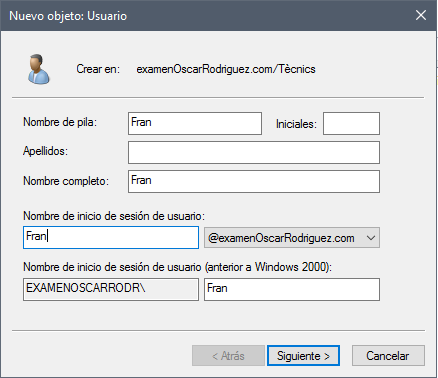 Nuevo objeto: Usuario
Crear en: examenOscarRodriguez.com/Tècnics
Nombre de pila: Fran Iniciales:
Apellidos:
Nombre completo: Fran
Nombre de inicio de sesión de usuario:
Fran @examenOscarRodriguez.com
Nombre de inicio de sesión de usuario (anterior a Windows 2000):
EXAMENOSCARRODR\ Fran
< Atrás Siguiente > Cancelar